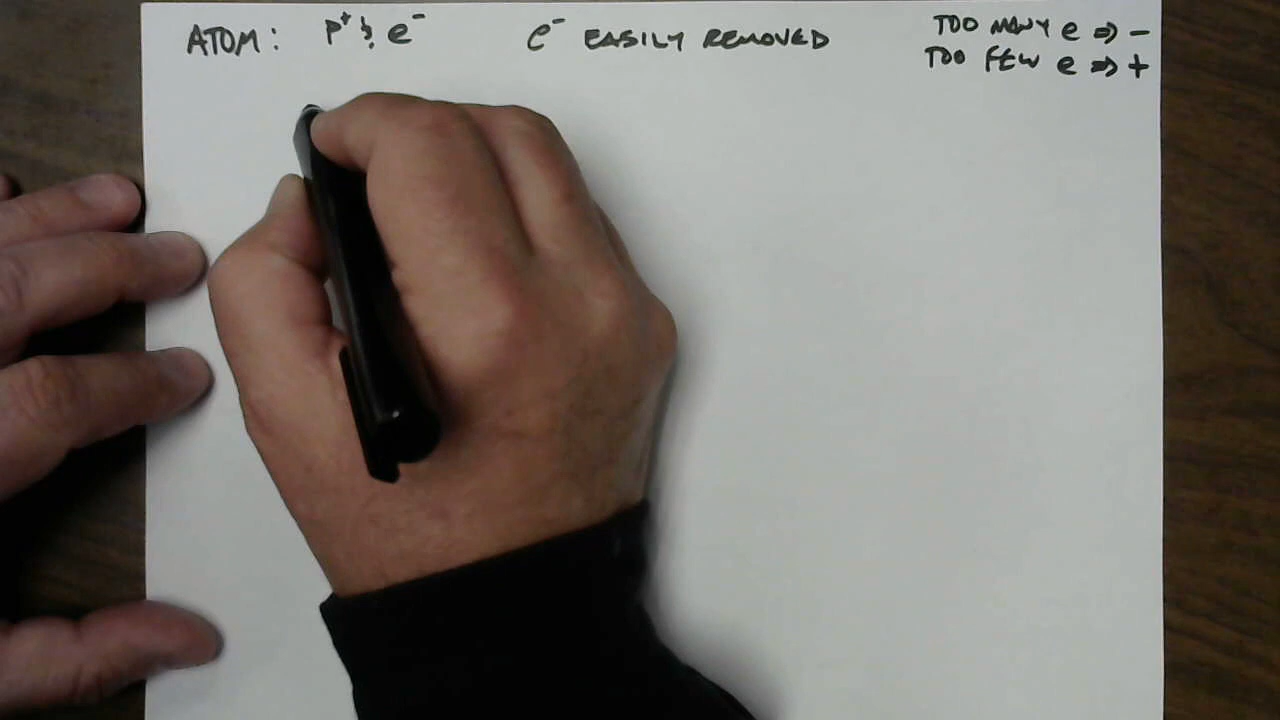 ATOM: p⁺ & e⁻ e⁻ EASILY REMOVED TOO MANY e ⇒ −
TOO FEW e ⇒ +